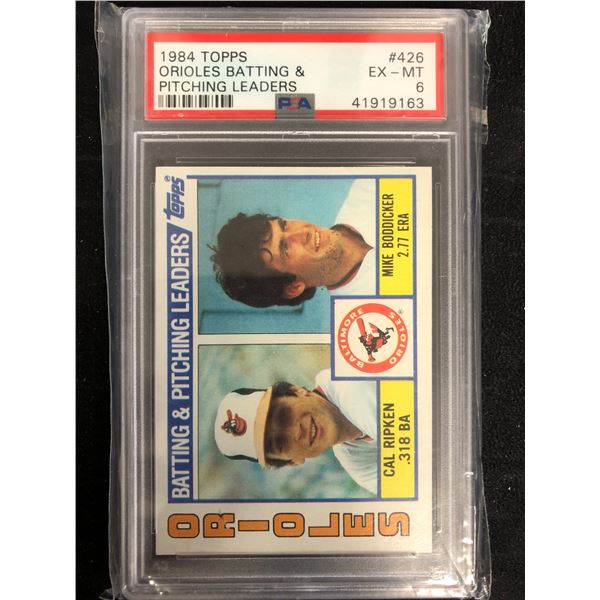 1984 TOPPS #426
ORIOLES BATTING & EX - MT
PITCHING LEADERS 6
PSA 41919163
BATTING & PITCHING LEADERS
topps®
MIKE BODDICKER
2.77 ERA
BALTIMORE
ORIOLES
CAL RIPKEN
.318 BA
ORIOLES